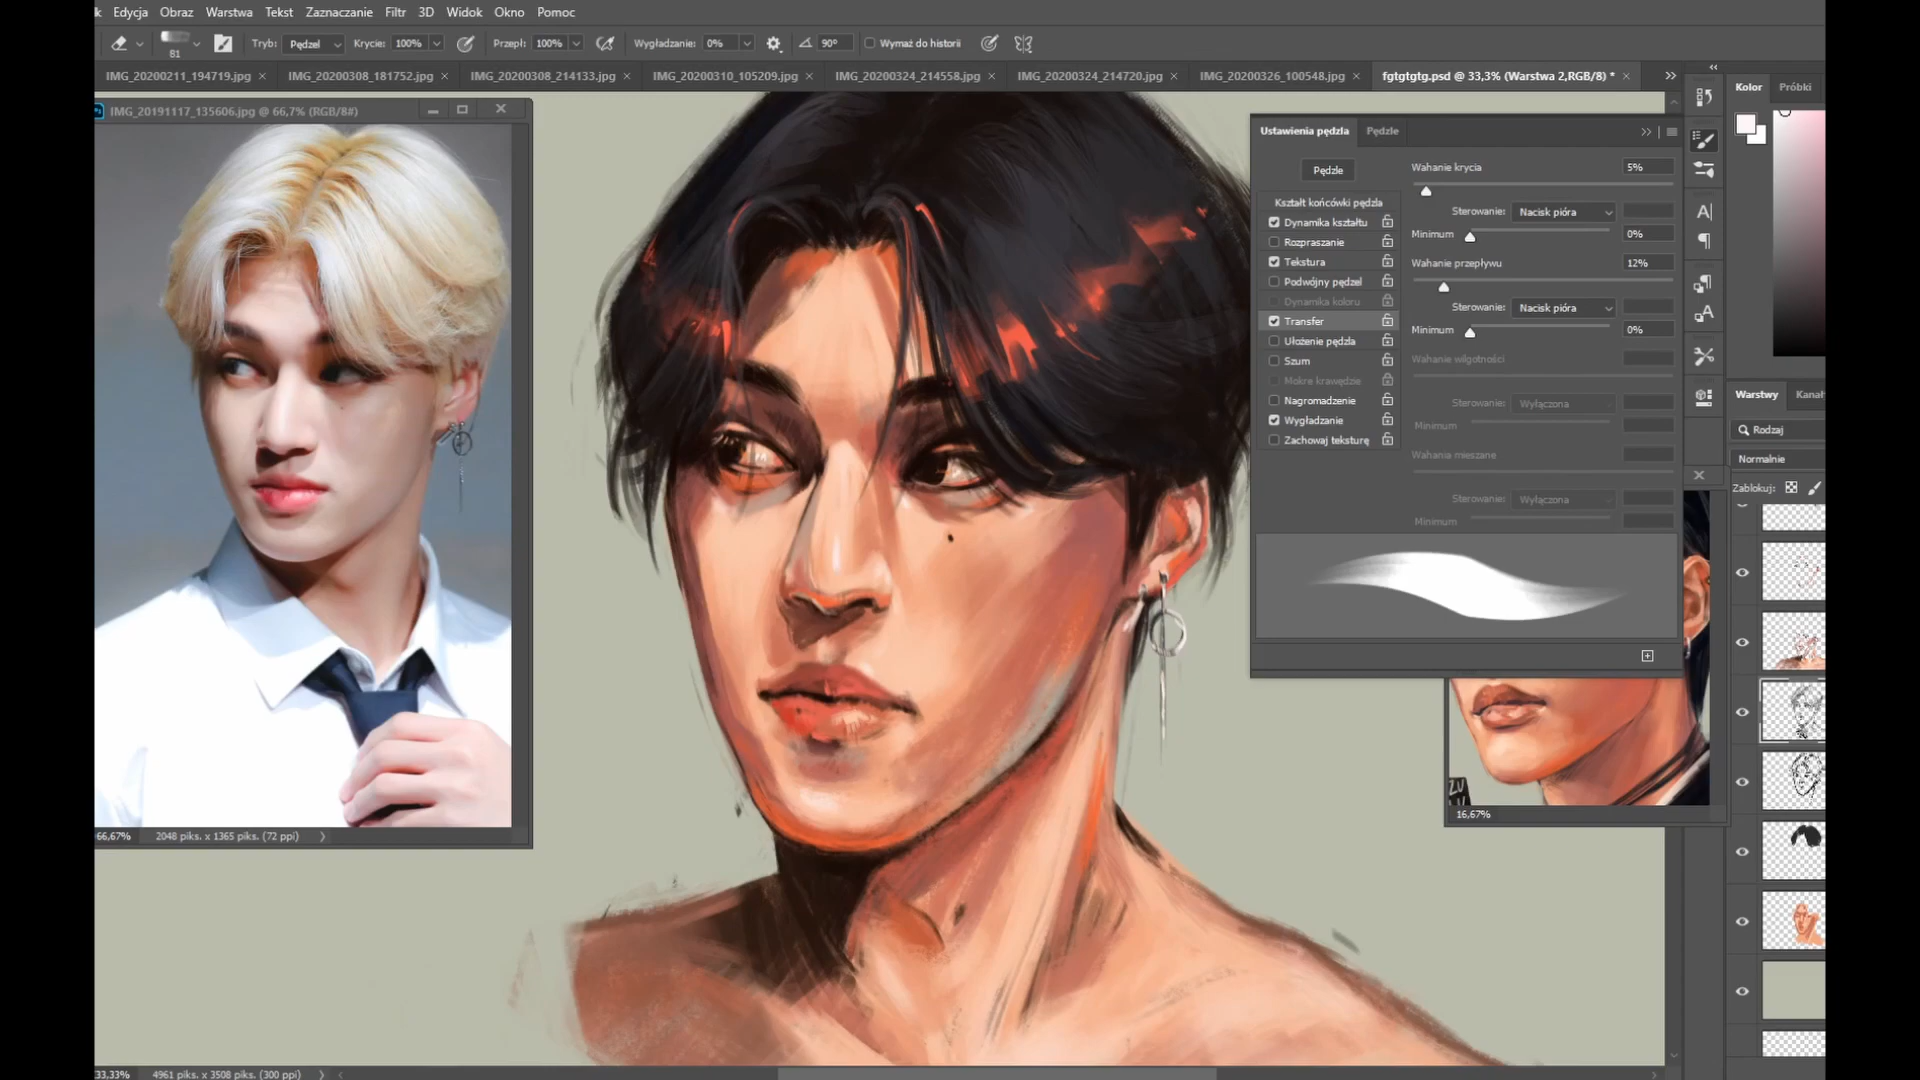 Edycja Obraz Warstwa Tekst Zaznaczanie Filtr 3D Widok Okno Pomoc
81 Tryb: Pędzel Krycie: 100% Przepł: 100% Wygładzanie: 0% 90° Wymaż do historii
IMG_20200211_194719.jpg × IMG_20200308_181752.jpg × IMG_20200308_214133.jpg × IMG_20200310_105209.jpg × IMG_20200324_214558.jpg × IMG_20200324_214720.jpg × IMG_20200326_100548.jpg × fgtgtgtg.psd @ 33,3% (Warstwa 2,RGB/8) * ×
IMG_20191117_135606.jpg @ 66,7% (RGB/8#)
66,67% 2048 piks. x 1365 piks. (72 ppi)
Ustawienia pędzla Pędzle
Pędzle
Kształt końcówki pędzla
Dynamika kształtu
Rozpraszanie
Tekstura
Podwójny pędzel
Dynamika koloru
Transfer
Ułożenie pędzla
Szum
Mokre krawędzie
Nagromadzenie
Wygładzanie
Zachowaj teksturę
Wahanie krycia 5%
Sterowanie: Nacisk pióra
Minimum 0%
Wahanie przepływu 12%
Sterowanie: Nacisk pióra
Minimum 0%
Wahanie wilgotności
Sterowanie: Wyłączona
Minimum
Wahania mieszane
Sterowanie: Wyłączona
Minimum
Kolor Próbki
Warstwy Kanał
Rodzaj
Normalnie
Zablokuj:
16,67%
33,33% 4961 piks. x 3508 piks. (300 ppi)